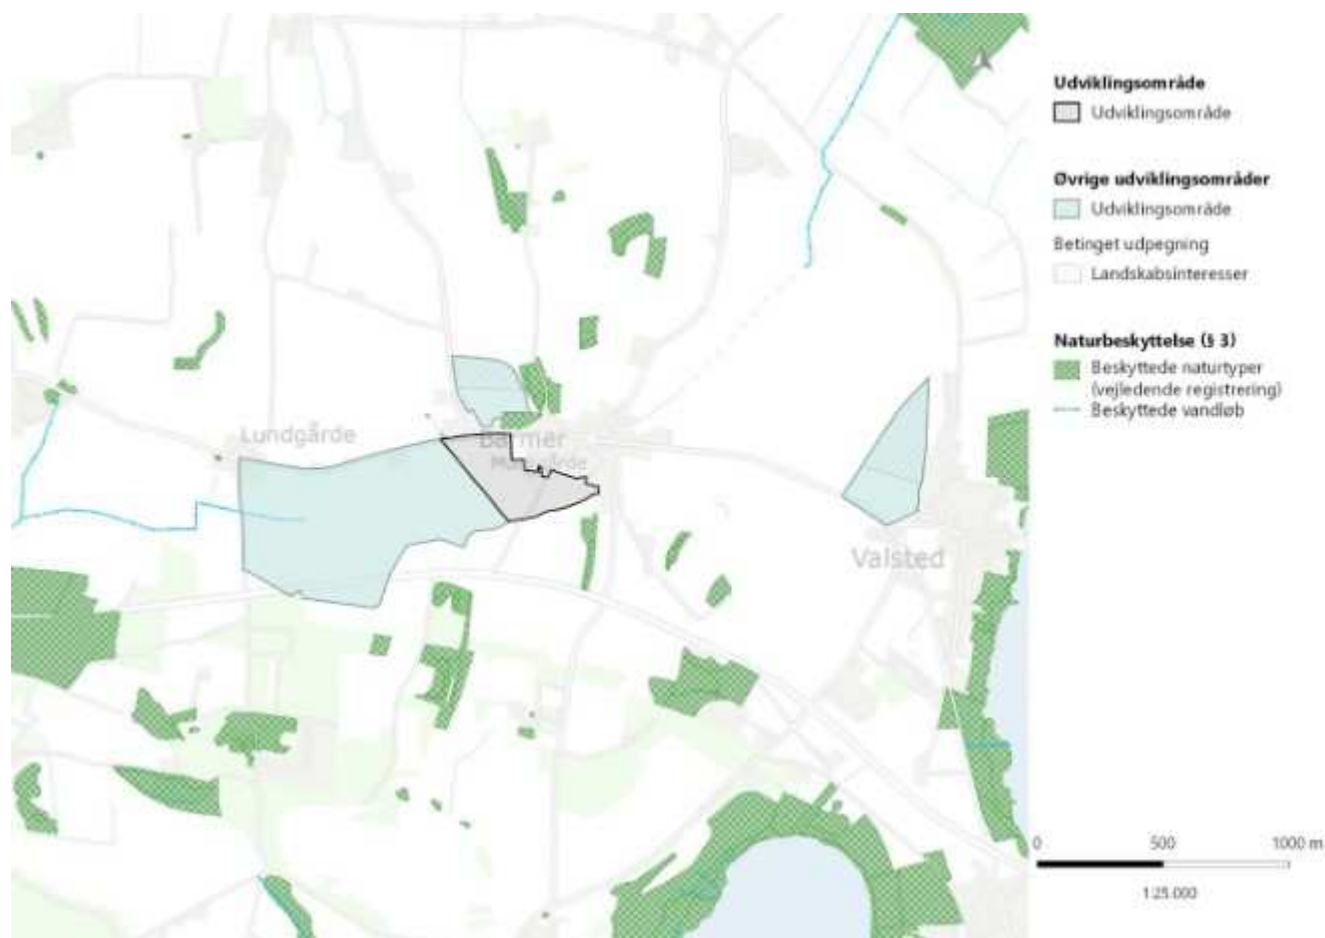 Udviklingsområde
Udviklingsområde
Øvrige udviklingsområder
Udviklingsområde
Betinget udpegning
Landskabsinteresser
Naturbeskyttelse (§ 3)
Beskyttede naturtyper
(vejledende registrering)
Beskyttede vandløb
Lundgårde
Barmer
Valsted
0 500 1000 m
1:25.000